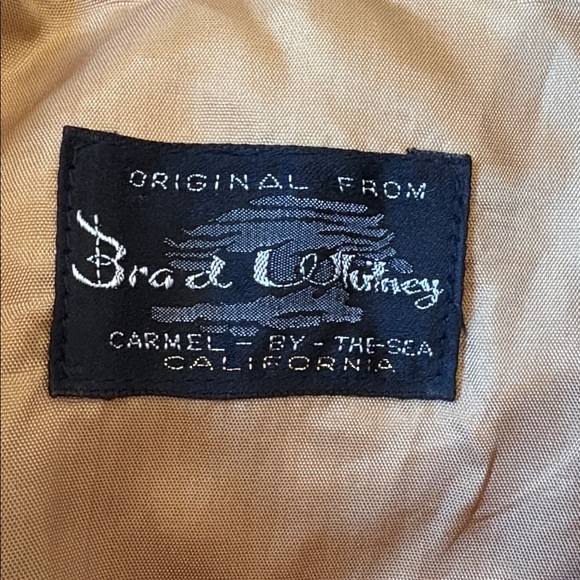 ORIGINAL FROM
Brad Whitney
CARMEL - BY - THE-SEA
CALIFORNIA